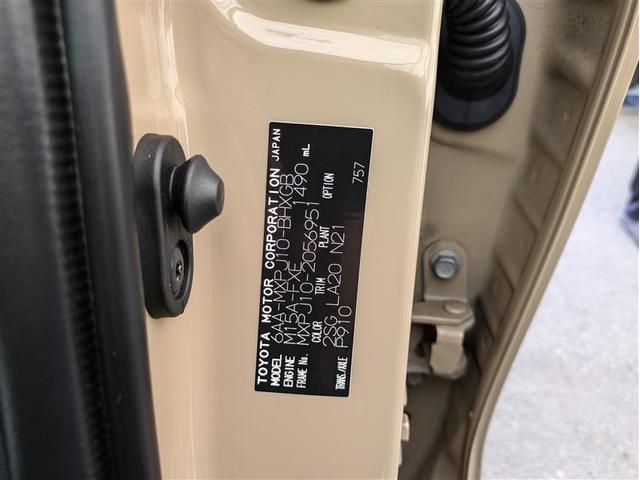 TOYOTA MOTOR CORPORATION JAPAN
MODEL 6AA-MXPJ10-BHXGB
ENGINE M15A-FXE 1490 mL
FRAME No. MXPJ10-2056951
COLOR TRIM PLANT OPTION
2SG LA20 N21 757
TRANS./AXLE P910